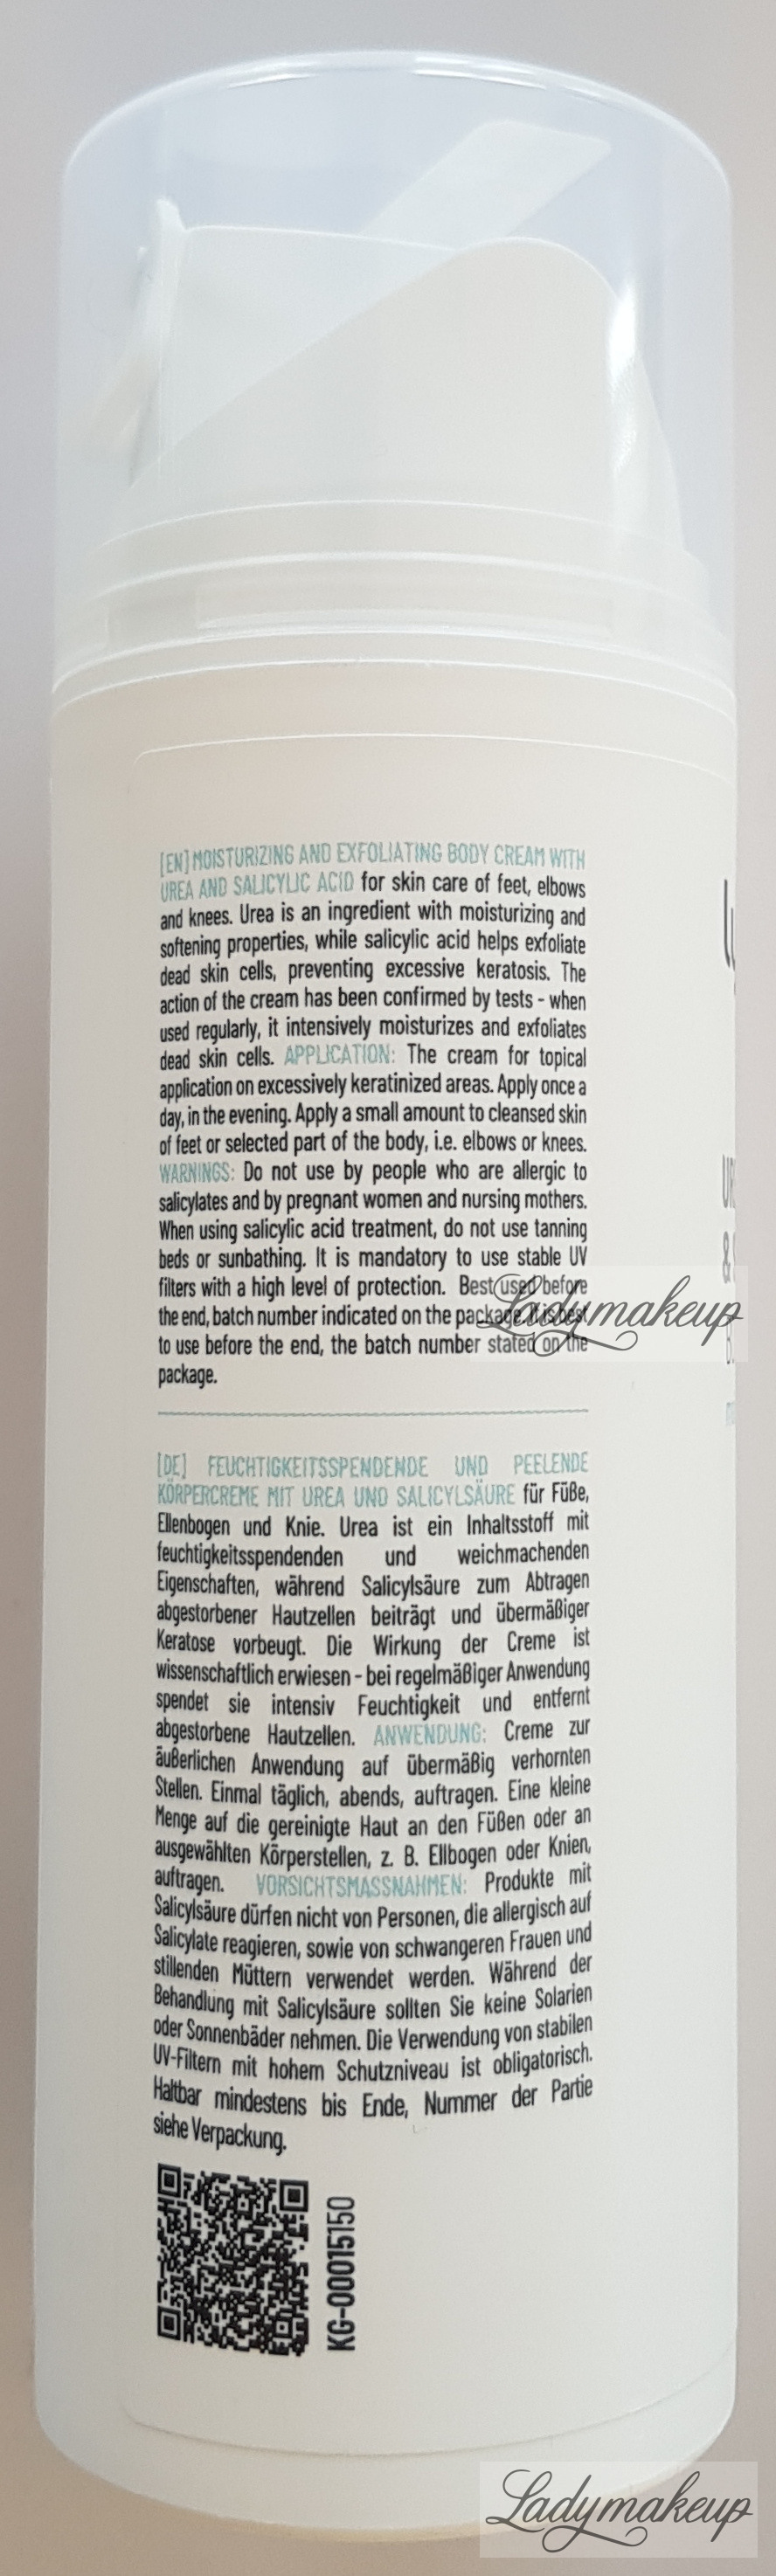 [EN] MOISTURIZING AND EXFOLIATING BODY CREAM WITH
UREA AND SALICYLIC ACID for skin care of feet, elbows
and knees. Urea is an ingredient with moisturizing and
softening properties, while salicylic acid helps exfoliate
dead skin cells, preventing excessive keratosis. The
action of the cream has been confirmed by tests - when
used regularly, it intensively moisturizes and exfoliates
dead skin cells. APPLICATION: The cream for topical
application on excessively keratinized areas. Apply once a
day, in the evening. Apply a small amount to cleansed skin
of feet or selected part of the body, i.e. elbows or knees.
WARNINGS: Do not use by people who are allergic to
salicylates and by pregnant women and nursing mothers.
When using salicylic acid treatment, do not use tanning
beds or sunbathing. It is mandatory to use stable UV
filters with a high level of protection. Best used before
the end, batch number indicated on the package. It is best
to use before the end, the batch number stated on the
package.
Ladymakeup
[DE] FEUCHTIGKEITSSPENDENDE UND PEELENDE
KÖRPERCREME MIT UREA UND SALICYLSÄURE für Füße,
Ellenbogen und Knie. Urea ist ein Inhaltsstoff mit
feuchtigkeitsspendenden und weichmachenden
Eigenschaften, während Salicylsäure zum Abtragen
abgestorbener Hautzellen beiträgt und übermäßiger
Keratose vorbeugt. Die Wirkung der Creme ist
wissenschaftlich erwiesen - bei regelmäßiger Anwendung
spendet sie intensiv Feuchtigkeit und entfernt
abgestorbene Hautzellen. ANWENDUNG: Creme zur
äußerlichen Anwendung auf übermäßig verhornten
Stellen. Einmal täglich, abends, auftragen. Eine kleine
Menge auf die gereinigte Haut an den Füßen oder an
ausgewählten Körperstellen, z. B. Ellbogen oder Knien,
auftragen. VORSICHTSMASSNAHMEN: Produkte mit
Salicylsäure dürfen nicht von Personen, die allergisch auf
Salicylate reagieren, sowie von schwangeren Frauen und
stillenden Müttern verwendet werden. Während der
Behandlung mit Salicylsäure sollten Sie keine Solarien
oder Sonnenbäder nehmen. Die Verwendung von stabilen
UV-Filtern mit hohem Schutzniveau ist obligatorisch.
Haltbar mindestens bis Ende, Nummer der Partie
siehe Verpackung.
KG-00015150
Ladymakeup